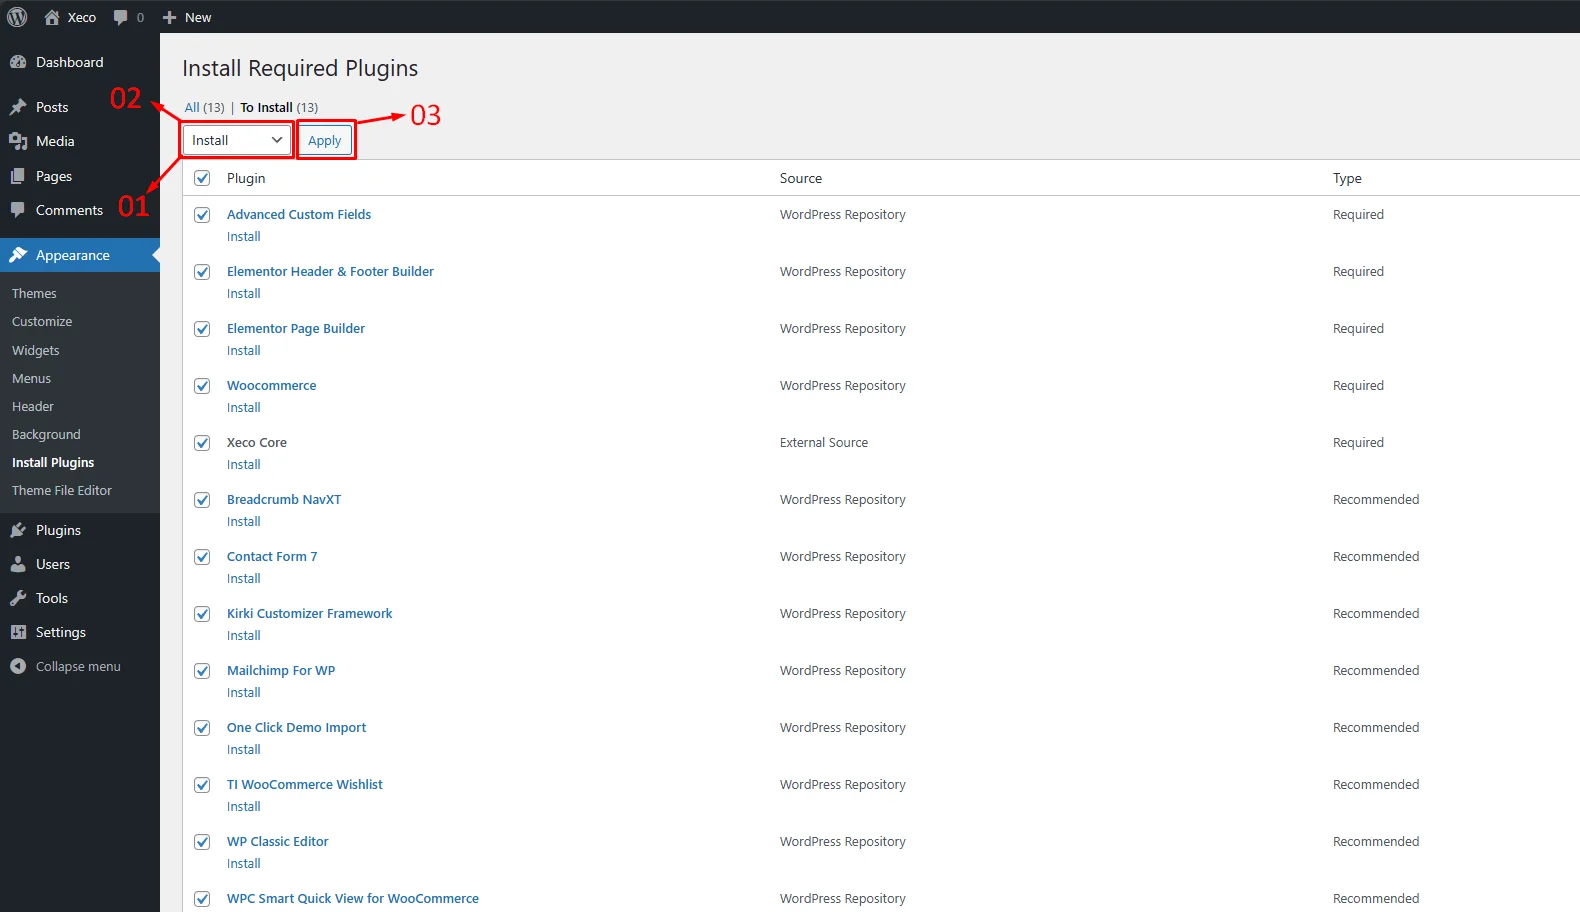 Xeco 0 New
Dashboard
Posts
Media
Pages
Comments
Appearance
Themes
Customize
Widgets
Menus
Header
Background
Install Plugins
Theme File Editor
Plugins
Users
Tools
Settings
Collapse menu
Install Required Plugins
02
All (13) | To Install (13)
03
Install Apply
01
Plugin Source Type
Advanced Custom Fields WordPress Repository Required
Install
Elementor Header & Footer Builder WordPress Repository Required
Install
Elementor Page Builder WordPress Repository Required
Install
Woocommerce WordPress Repository Required
Install
Xeco Core External Source Required
Install
Breadcrumb NavXT WordPress Repository Recommended
Install
Contact Form 7 WordPress Repository Recommended
Install
Kirki Customizer Framework WordPress Repository Recommended
Install
Mailchimp For WP WordPress Repository Recommended
Install
One Click Demo Import WordPress Repository Recommended
Install
TI WooCommerce Wishlist WordPress Repository Recommended
Install
WP Classic Editor WordPress Repository Recommended
Install
WPC Smart Quick View for WooCommerce WordPress Repository Recommended